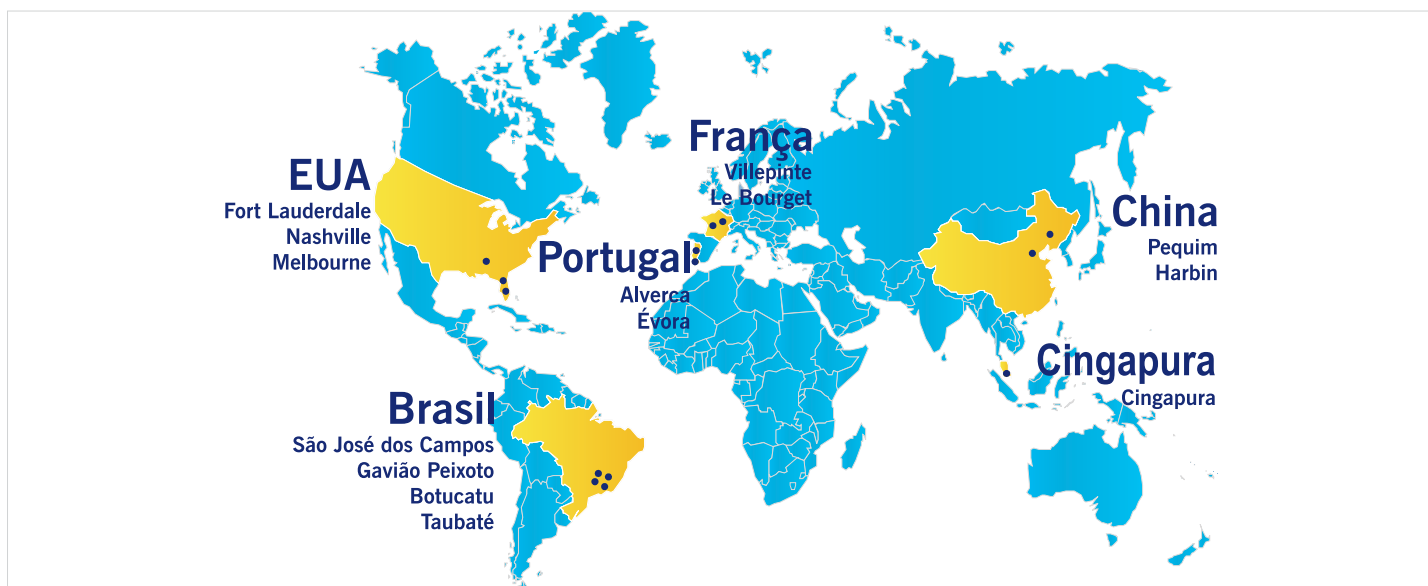 EUA
Fort Lauderdale
Nashville
Melbourne
França
Villepinte
Le Bourget
Portugal
Alverca
Évora
China
Pequim
Harbin
Cingapura
Cingapura
Brasil
São José dos Campos
Gavião Peixoto
Botucatu
Taubaté